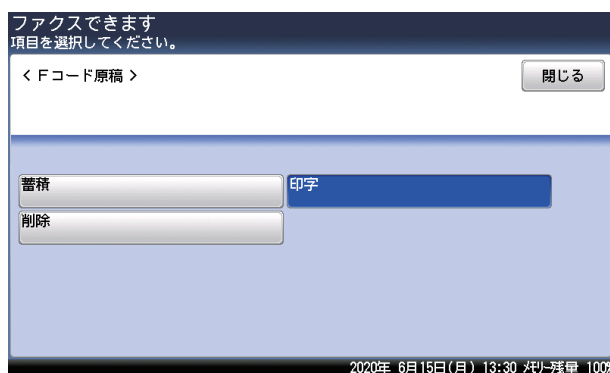 ファクスできます
項目を選択してください。
<Fコード原稿>
閉じる
蓄積
印字
削除
2020年 6月15日(月) 13:30 ﾒﾓﾘｰ残量 100%